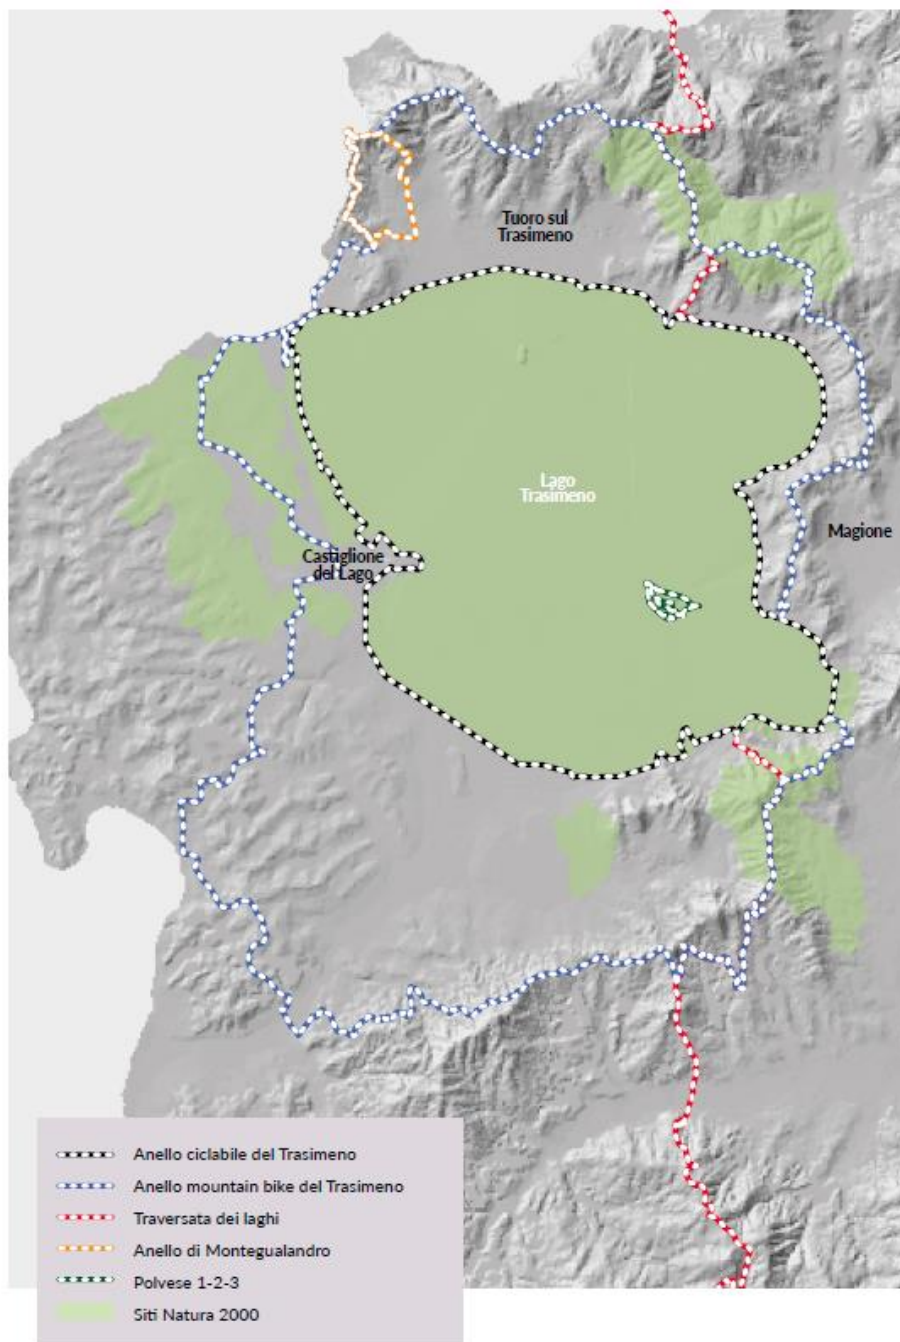 Tuoro sul
Trasimeno
Lago
Trasimeno
Magione
Castiglione
del Lago
Anello ciclabile del Trasimeno
Anello mountain bike del Trasimeno
Traversata dei laghi
Anello di Montegualandro
Polvese 1-2-3
Siti Natura 2000